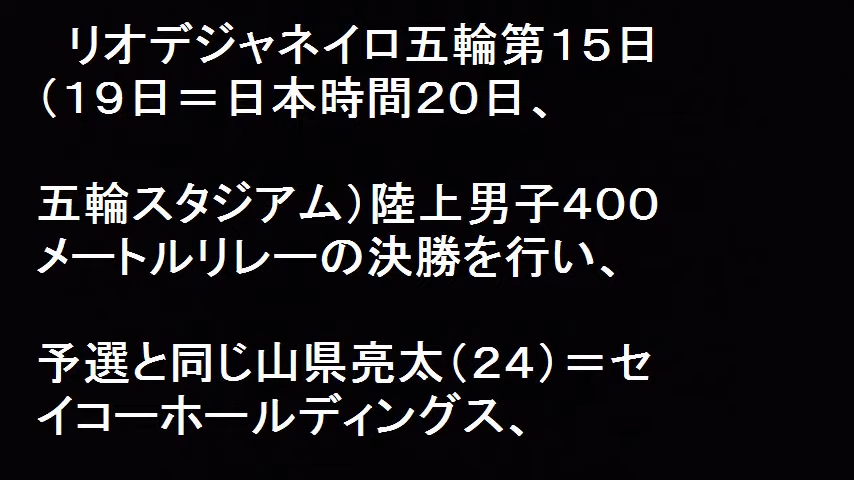 リオデジャネイロ五輪第１５日
（１９日＝日本時間２０日、
五輪スタジアム）陸上男子４００
メートルリレーの決勝を行い、
予選と同じ山県亮太（２４）＝セ
イコーホールディングス、